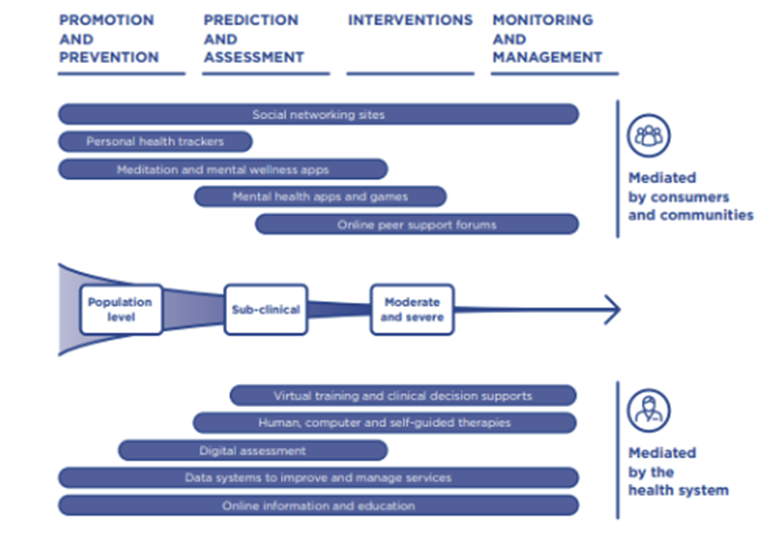 PROMOTION
AND
PREVENTION
PREDICTION
AND
ASSESSMENT
INTERVENTIONS
MONITORING
AND
MANAGEMENT
Social networking sites
Personal health trackers
Meditation and mental wellness apps
Mental health apps and games
Online peer support forums
Mediated
by consumers
and communities
Population
level
Sub-clinical
Moderate
and severe
Virtual training and clinical decision supports
Human, computer and self-guided therapies
Digital assessment
Data systems to improve and manage services
Online information and education
Mediated
by the
health system